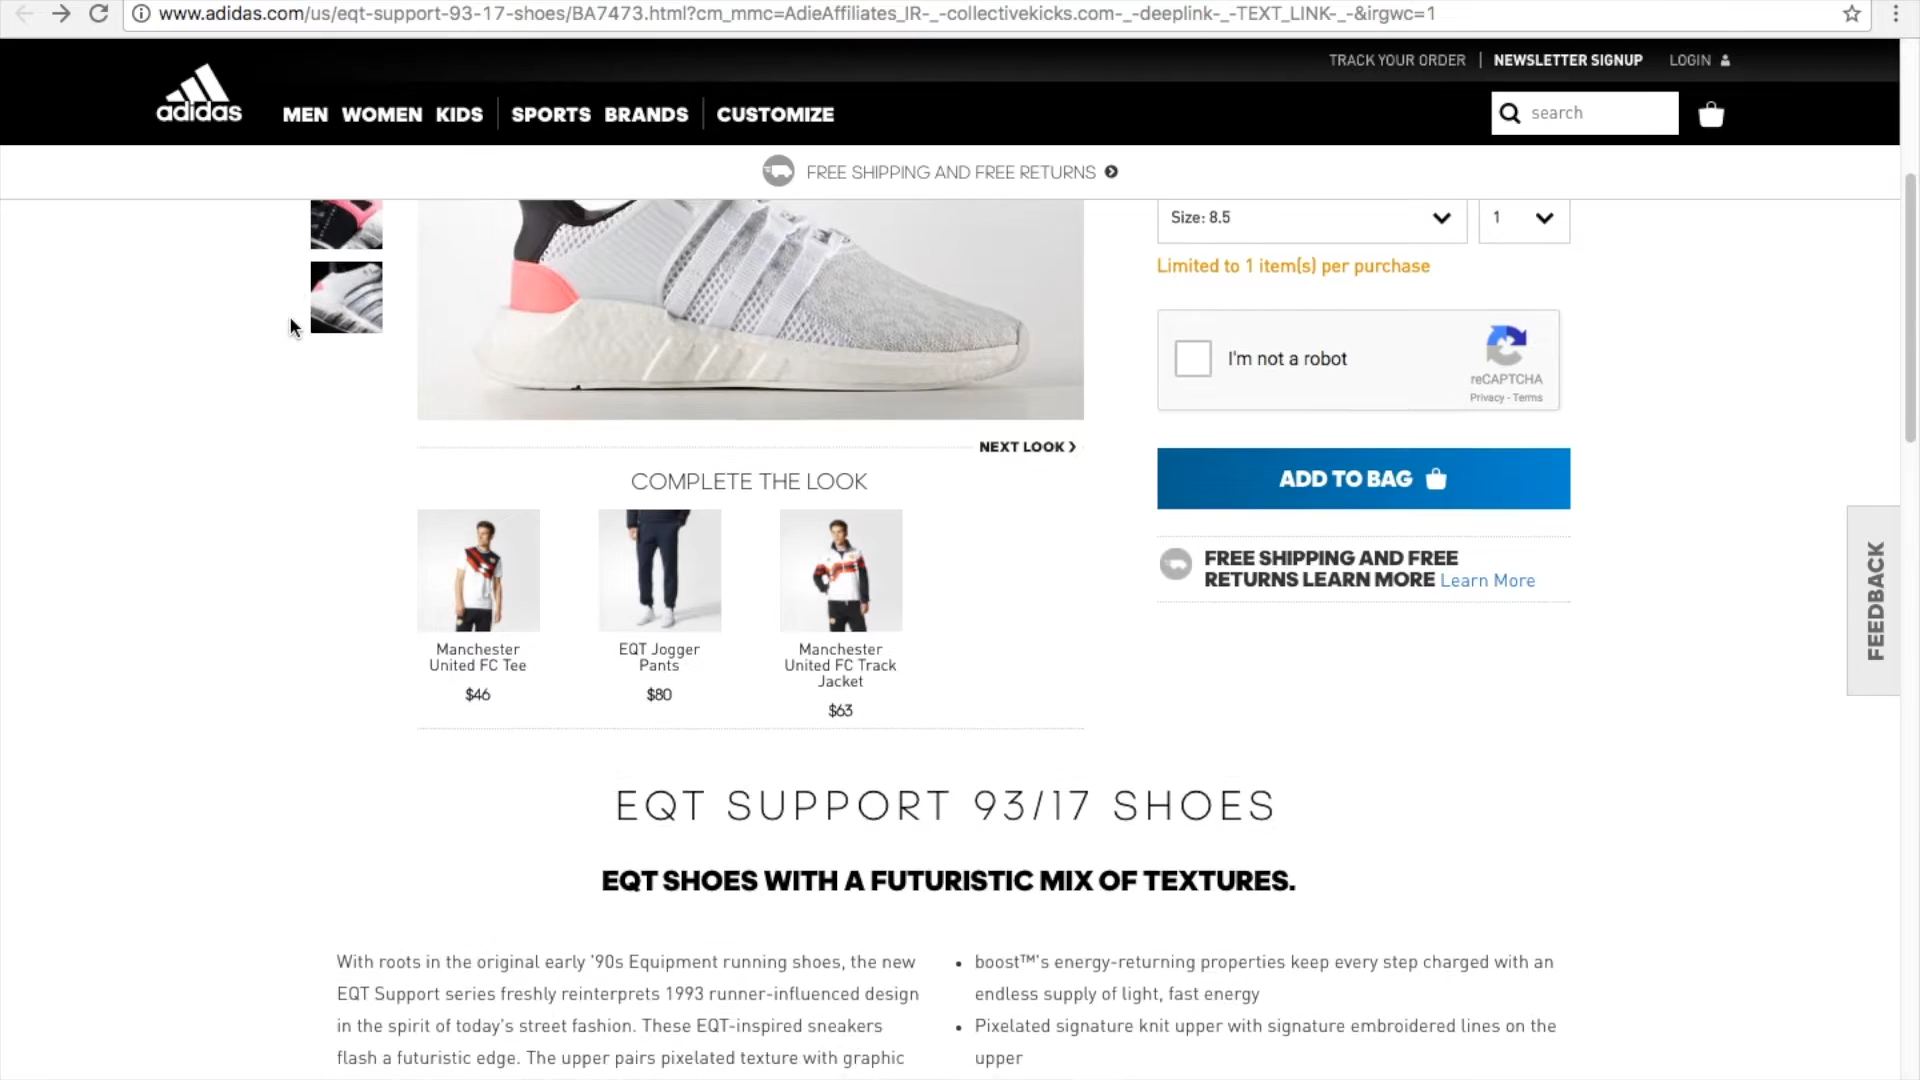 www.adidas.com/us/eqt-support-93-17-shoes/BA7473.html?cm_mmc=AdieAffiliates_IR-_-collectivekicks.com-_-deeplink-_-TEXT_LINK-_-&irgwc=1
TRACK YOUR ORDER | NEWSLETTER SIGNUP LOGIN
adidas
MEN WOMEN KIDS SPORTS BRANDS CUSTOMIZE
search
FREE SHIPPING AND FREE RETURNS
Size: 8.5
1
Limited to 1 item(s) per purchase
I'm not a robot
reCAPTCHA
Privacy - Terms
NEXT LOOK
COMPLETE THE LOOK
ADD TO BAG
FREE SHIPPING AND FREE
RETURNS LEARN MORE Learn More
FEEDBACK
Manchester
United FC Tee
$46
EQT Jogger
Pants
$80
Manchester
United FC Track
Jacket
$63
EQT SUPPORT 93/17 SHOES
EQT SHOES WITH A FUTURISTIC MIX OF TEXTURES.
With roots in the original early '90s Equipment running shoes, the new
EQT Support series freshly reinterprets 1993 runner-influenced design
in the spirit of today's street fashion. These EQT-inspired sneakers
flash a futuristic edge. The upper pairs pixelated texture with graphic
• boost™'s energy-returning properties keep every step charged with an
endless supply of light, fast energy
• Pixelated signature knit upper with signature embroidered lines on the
upper